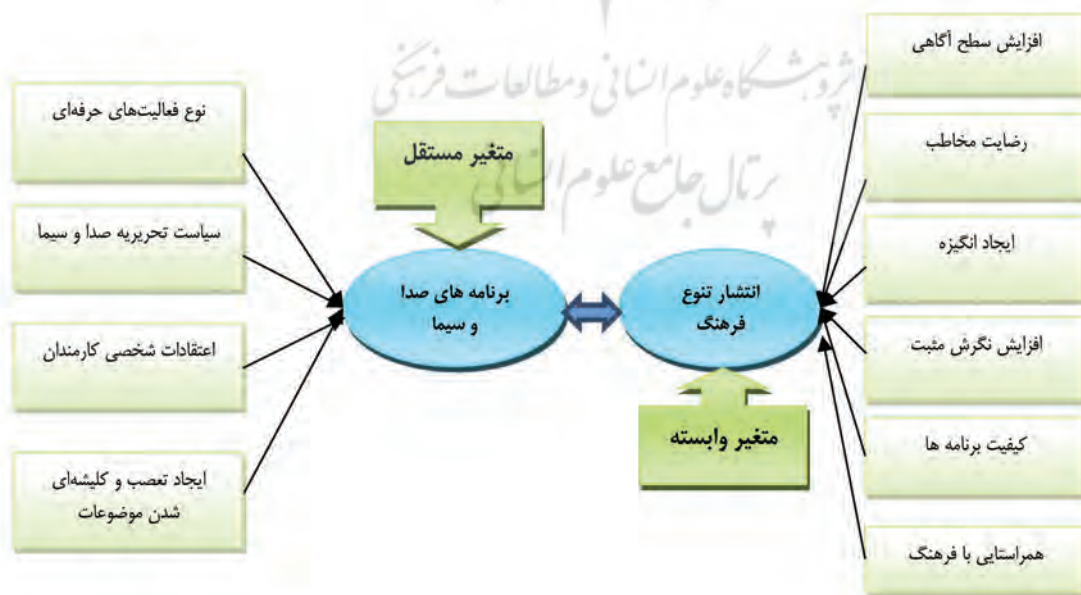 پژوهشگاه علوم انسانی و مطالعات فرهنگی
پرتال جامع علوم انسانی
افزایش سطح آگاهی
رضایت مخاطب
ایجاد انگیزه
افزایش نگرش مثبت
کیفیت برنامه ها
همراستایی با فرهنگ
متغیر مستقل
انتشار تنوع
فرهنگ
برنامه های صدا
و سیما
متغیر وابسته
نوع فعالیت‌های حرفه‌ای
سیاست تحریریه صدا و سیما
اعتقادات شخصی کارمندان
ایجاد تعصب و کلیشه‌ای
شدن موضوعات